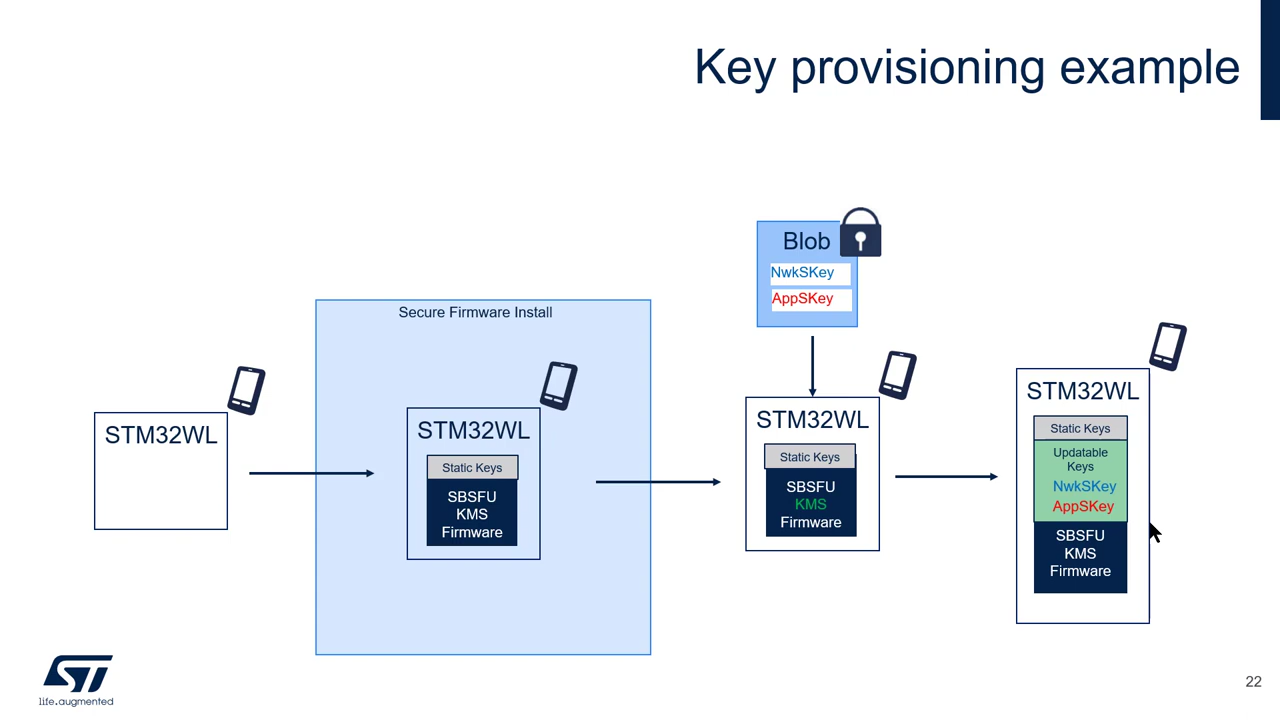 Key provisioning example
Blob
NwkSKey
AppSKey
Secure Firmware Install
STM32WL
STM32WL
Static Keys
SBSFU
KMS
Firmware
STM32WL
Static Keys
SBSFU
KMS
Firmware
STM32WL
Static Keys
Updatable
Keys
NwkSKey
AppSKey
SBSFU
KMS
Firmware
ST
life.augmented
22